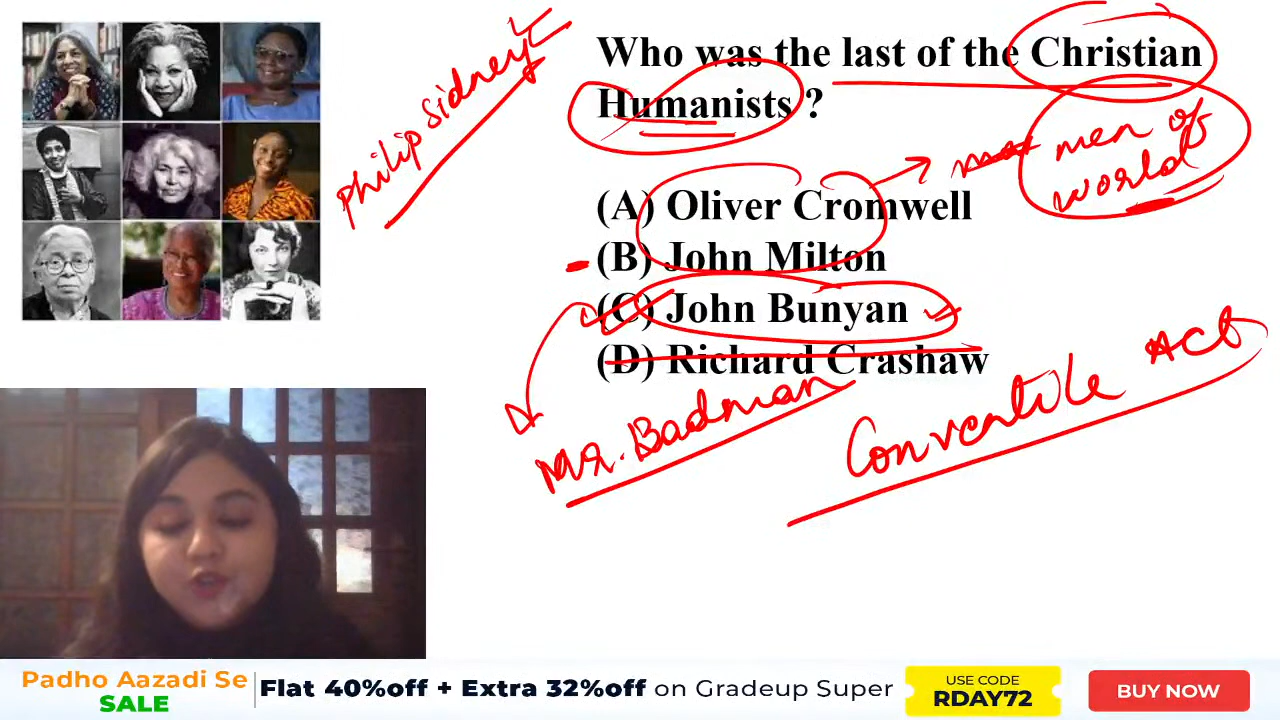 Who was the last of the Christian
Humanists ?
(A) Oliver Cromwell
(B) John Milton
(C) John Bunyan
(D) Richard Crashaw
Philip Sidney
men of
world
Mr. Badman
Conventile Act
Padho Aazadi Se
SALE
Flat 40%off + Extra 32%off on Gradeup Super
USE CODE
RDAY72
BUY NOW